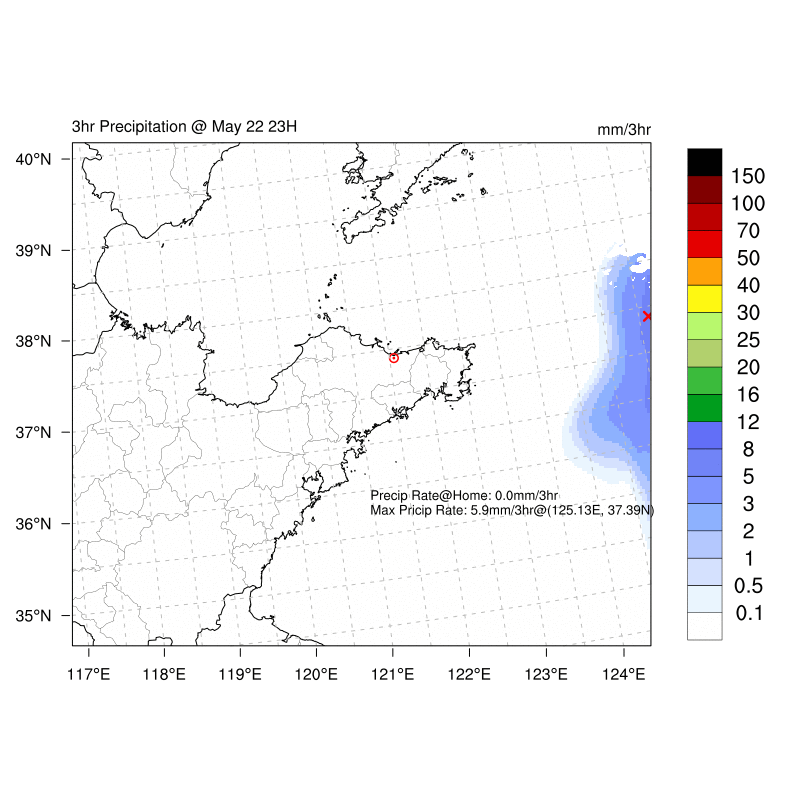 3hr Precipitation @ May 22 23H
mm/3hr
40°N
39°N
38°N
37°N
36°N
35°N
117°E
118°E
119°E
120°E
121°E
122°E
123°E
124°E
Precip Rate@Home: 0.0mm/3hr
Max Pricip Rate: 5.9mm/3hr@(125.13E, 37.39N)
150
100
70
50
40
30
25
20
16
12
8
5
3
2
1
0.5
0.1